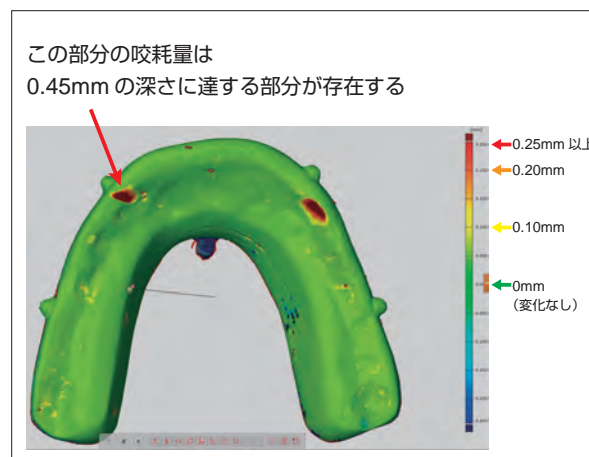 この部分の咬耗量は
0.45mm の深さに達する部分が存在する
0.25mm 以上
0.20mm
0.10mm
0mm
（変化なし）